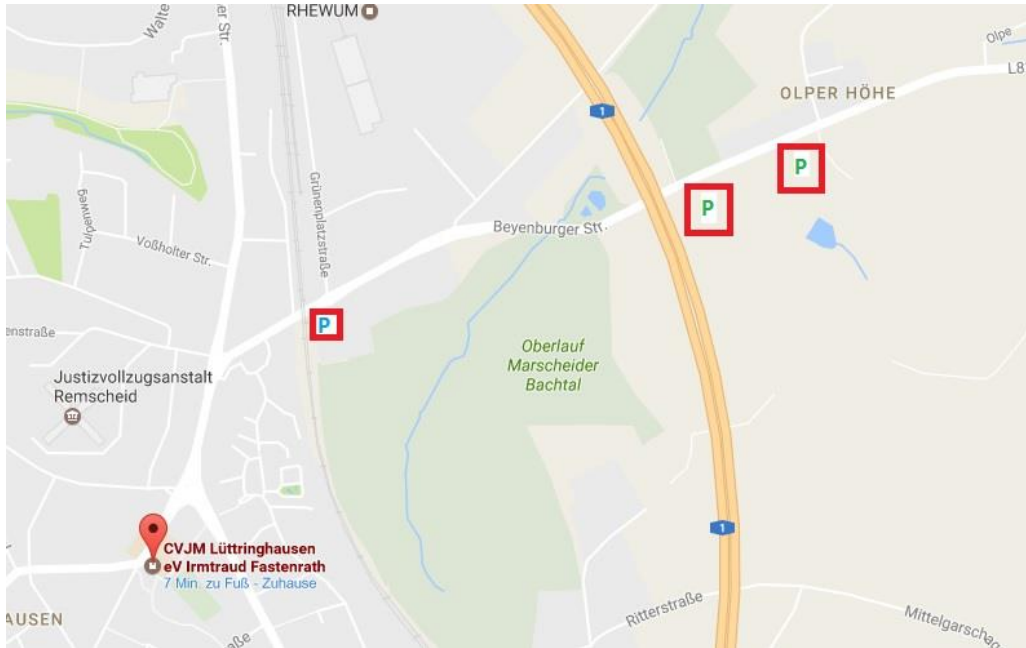 RHEWUM
Walte
er Str.
Olpe
L8
1
OLPER HÖHE
P
P
Grünenplatzstraße
Tulpenweg
Voßholter Str.
Beyenburger Str.
P
enstraße
Oberlauf
Marscheider
Bachtal
Justizvollzugsanstalt
Remscheid
1
CVJM Lüttringhausen
eV Irmtraud Fastenrath
7 Min. zu Fuß - Zuhause
Ritterstraße
Mittelgarschag
AUSEN
aße